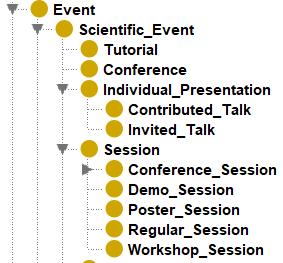 Event
Scientific_Event
Tutorial
Conference
Individual_Presentation
Contributed_Talk
Invited_Talk
Session
Conference_Session
Demo_Session
Poster_Session
Regular_Session
Workshop_Session